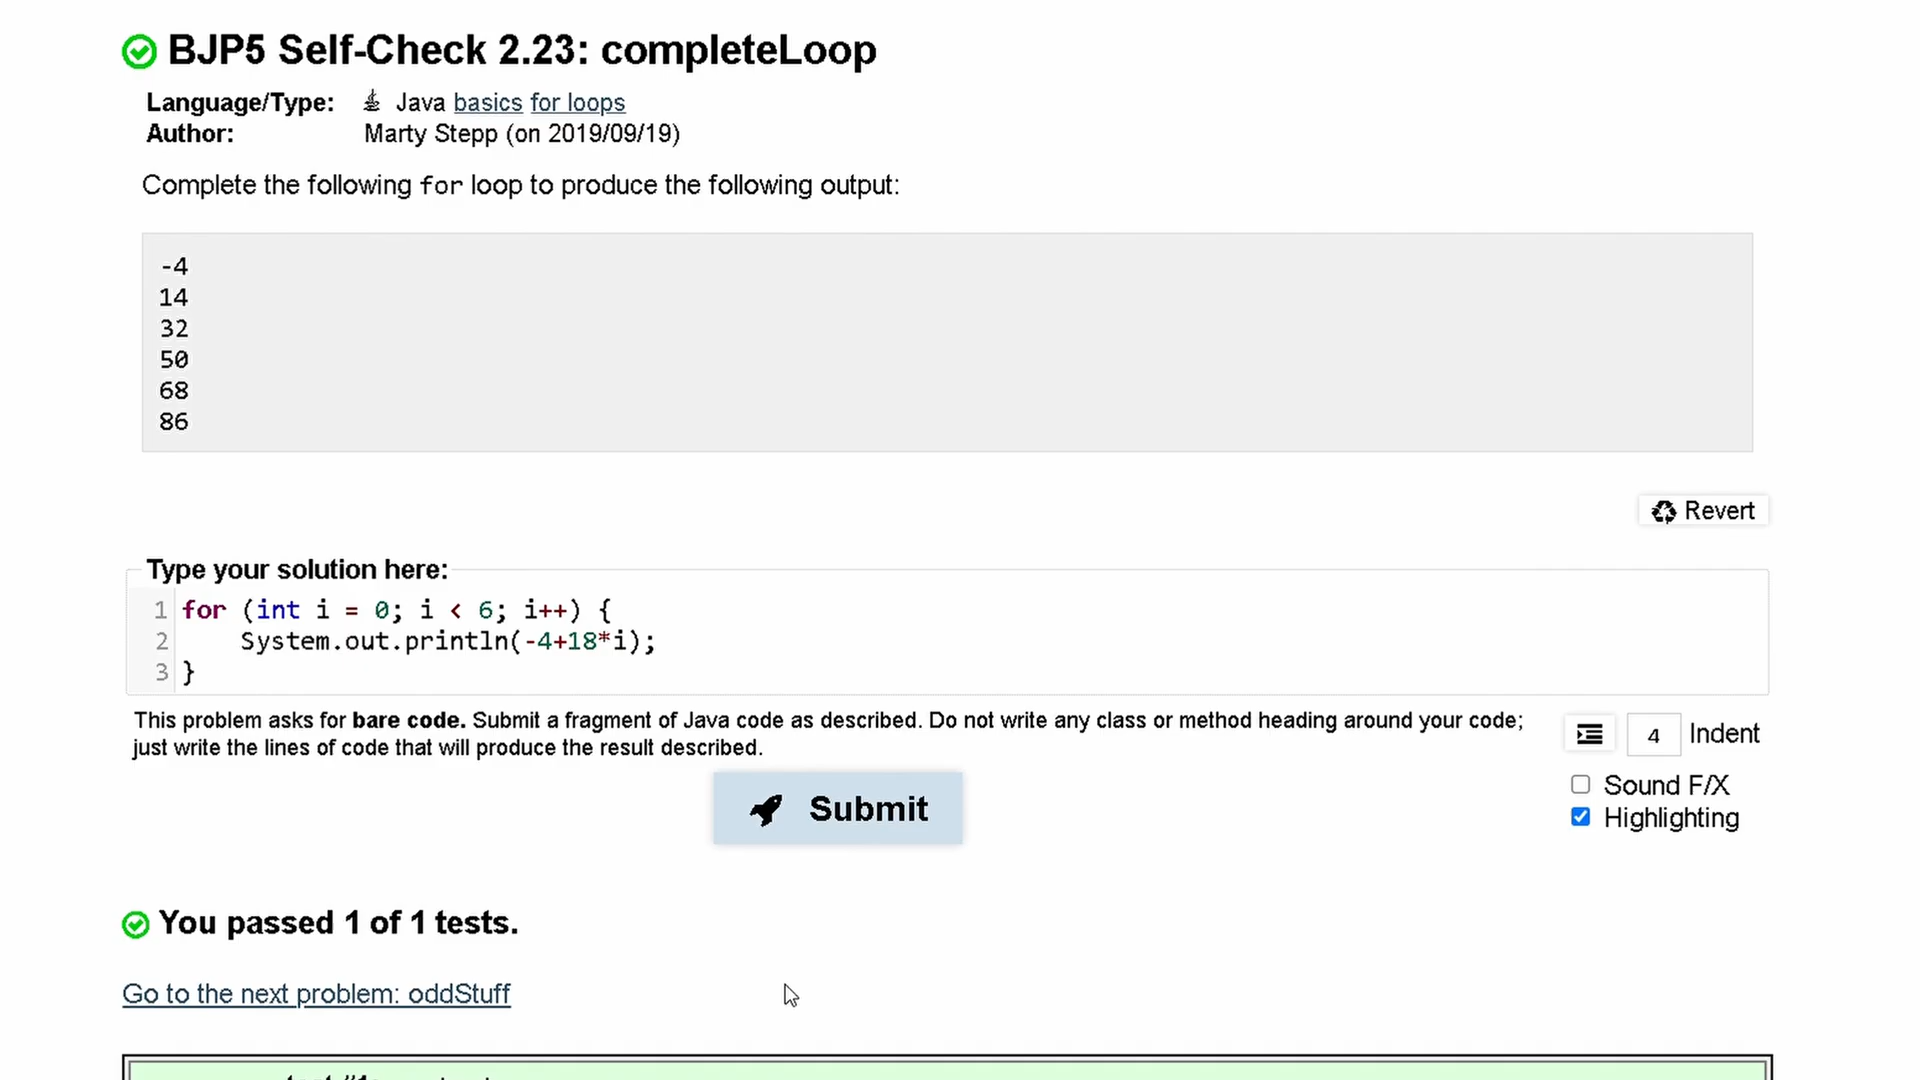 BJP5 Self-Check 2.23: completeLoop
Language/Type: Java basics for loops
Author: Marty Stepp (on 2019/09/19)
Complete the following for loop to produce the following output:
-4
14
32
50
68
86
Revert
Type your solution here:
1 for (int i = 0; i < 6; i++) {
2     System.out.println(-4+18*i);
3 }
This problem asks for bare code. Submit a fragment of Java code as described. Do not write any class or method heading around your code;
just write the lines of code that will produce the result described.
4 Indent
Sound F/X
Highlighting
Submit
You passed 1 of 1 tests.
Go to the next problem: oddStuff